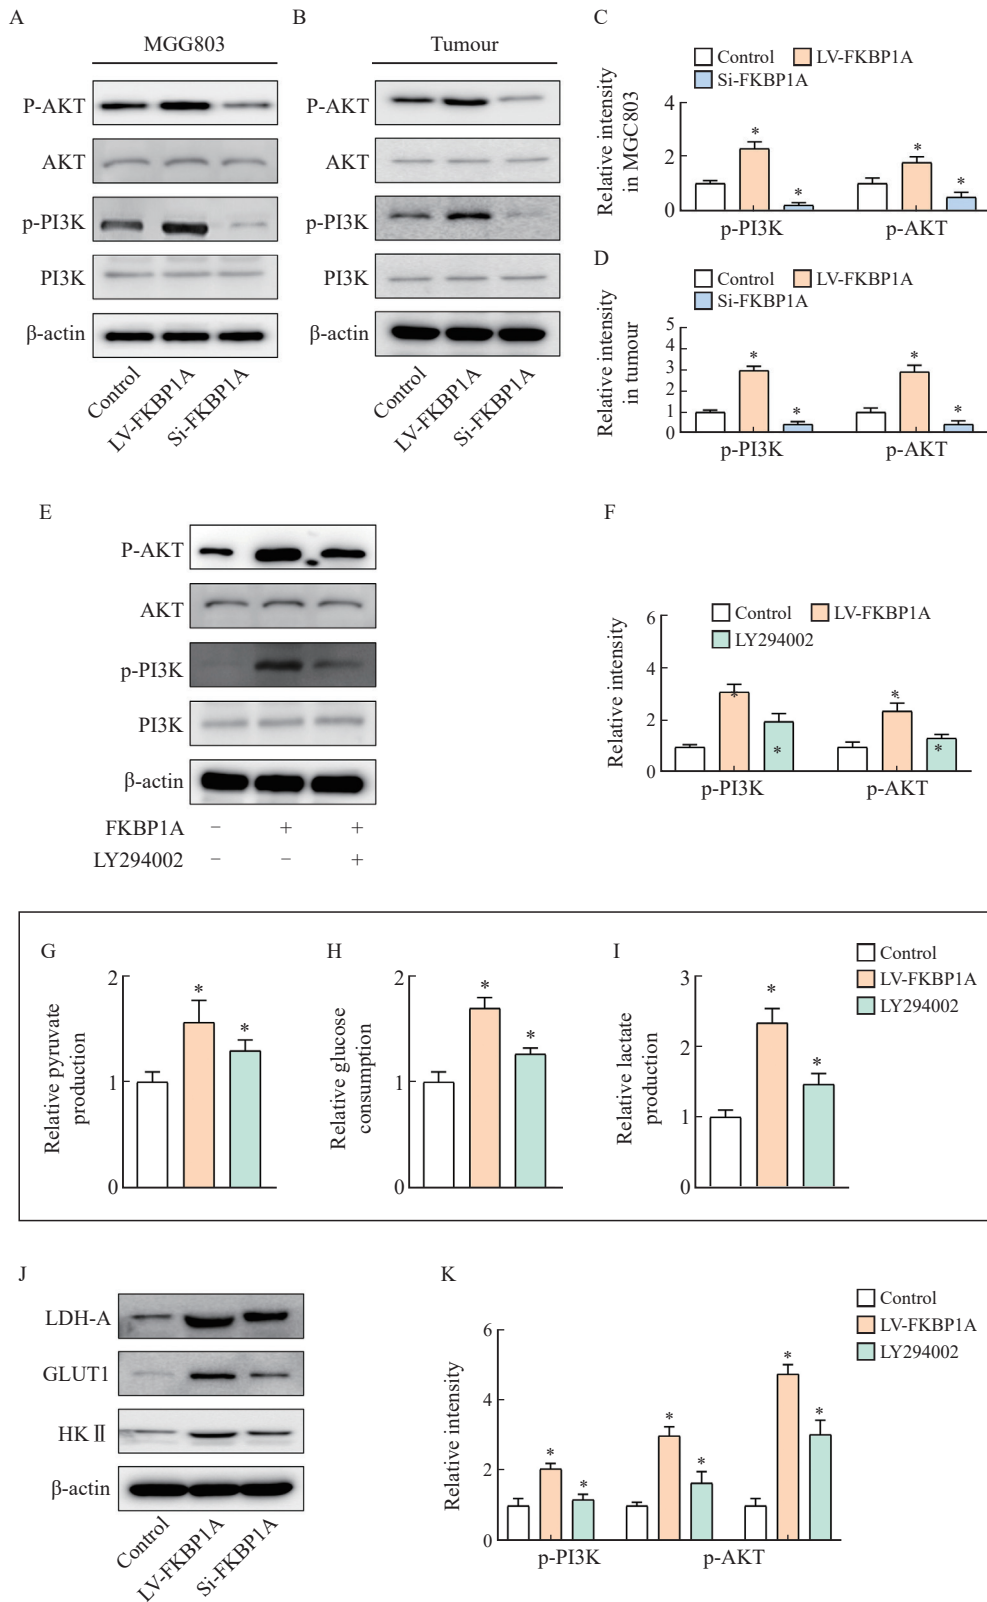 A
MGG803
P-AKT
AKT
p-PI3K
PI3K
β-actin
Control
LV-FKBP1A
Si-FKBP1A
B
Tumour
P-AKT
AKT
p-PI3K
PI3K
β-actin
Control
LV-FKBP1A
Si-FKBP1A
C
Control
LV-FKBP1A
Si-FKBP1A
Relative intensity
in MGC803
4
2
0
*
*
*
*
p-PI3K
p-AKT
D
Control
LV-FKBP1A
Si-FKBP1A
Relative intensity
in tumour
5
4
3
2
1
0
*
*
*
*
p-PI3K
p-AKT
E
P-AKT
AKT
p-PI3K
PI3K
β-actin
FKBP1A − + +
LY294002 − − +
F
Control
LV-FKBP1A
LY294002
Relative intensity
6
4
2
0
*
*
*
*
p-PI3K
p-AKT
G
Relative pyruvate
production
2
1
0
*
*
H
Relative glucose
consumption
2
1
0
*
*
I
Relative lactate
production
3
2
1
0
*
*
Control
LV-FKBP1A
LY294002
J
LDH-A
GLUT1
HK Ⅱ
β-actin
Control
LV-FKBP1A
Si-FKBP1A
K
Control
LV-FKBP1A
LY294002
Relative intensity
6
4
2
0
*
*
*
*
*
*
p-PI3K
p-AKT